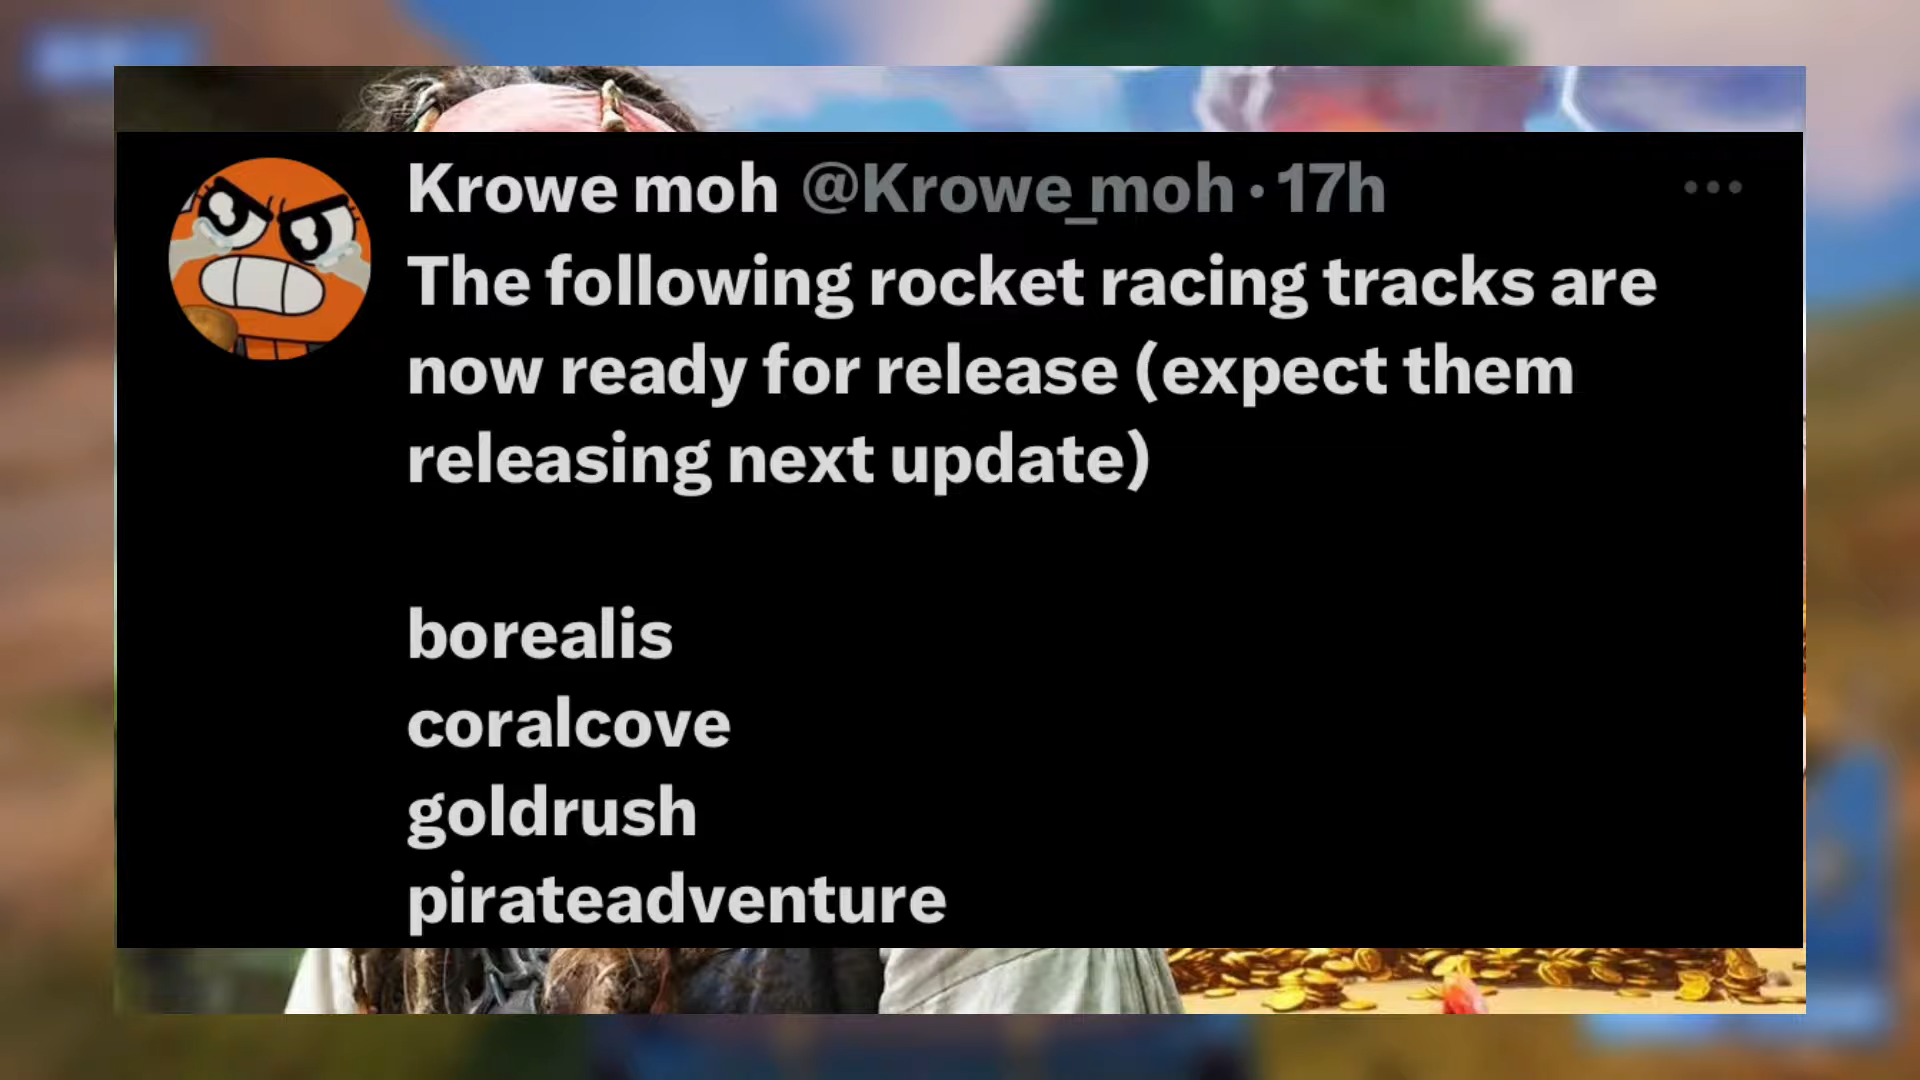 Krowe moh @Krowe_moh · 17h
The following rocket racing tracks are
now ready for release (expect them
releasing next update)
borealis
coralcove
goldrush
pirateadventure